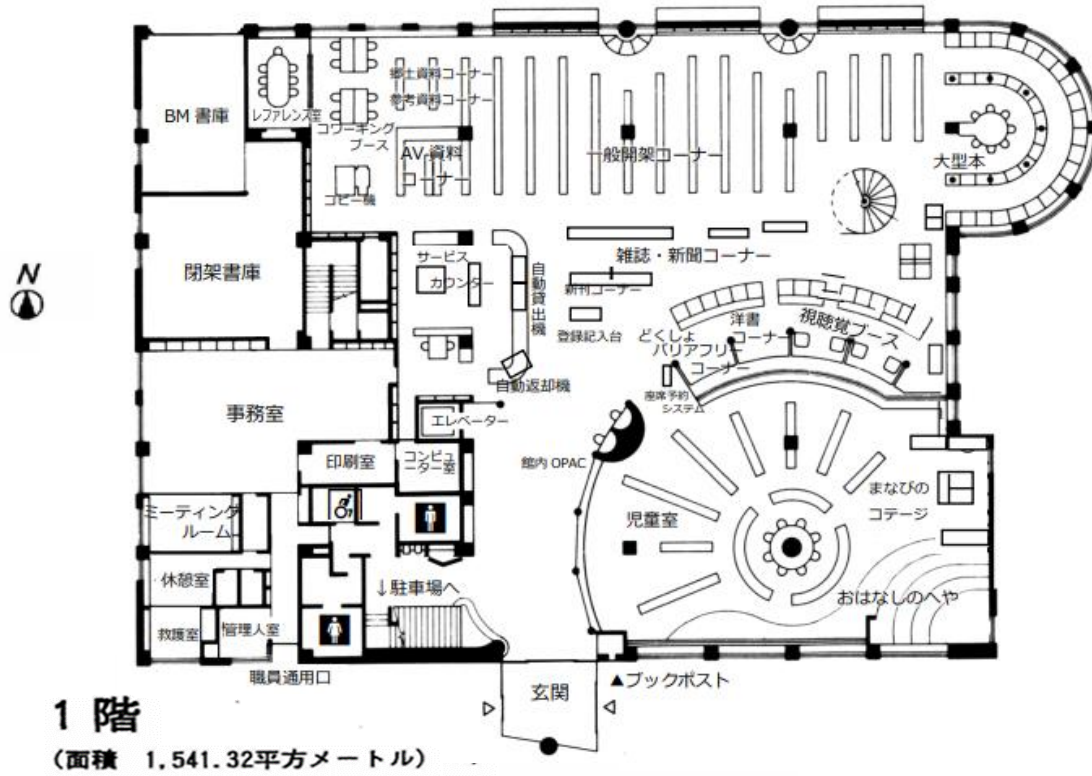 郷土資料コーナー
参考資料コーナー
BM 書庫
レファレンス室
コワーキング
ブース
AV 資料
ーナー
一般開架コーナー
大型本
コピー機
N
閉架書庫
サービス
カウンター
自動貸出機
雑誌・新聞コーナー
新刊コーナー
登録記入台
どくしょ
バリアフリー
コーナー
洋書
コーナー
視聴覚ブース
自動返却機
座席予約
システム
事務室
エレベーター
館内 OPAC
印刷室
コンピュ
ーター室
まなびの
コテージ
ミーティング
ルーム
児童室
休憩室
↓駐車場へ
おはなしのへや
救護室
管理人室
職員通用口
玄関
▲ブックポスト
1 階
(面積 1,541.32平方メートル)